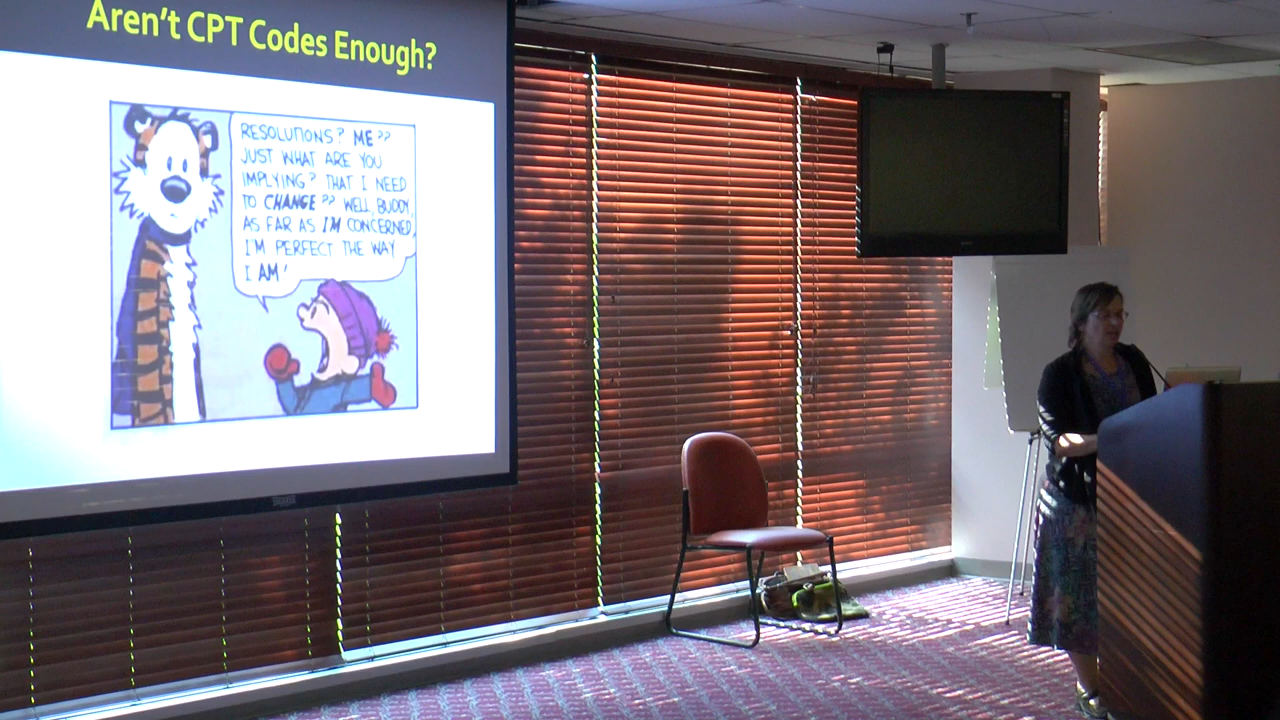 Aren't CPT Codes Enough?
RESOLUTIONS? ME??
JUST WHAT ARE YOU
IMPLYING? THAT I NEED
TO CHANGE?? WELL, BUDDY,
AS FAR AS I'M CONCERNED,
I'M PERFECT THE WAY
I AM!